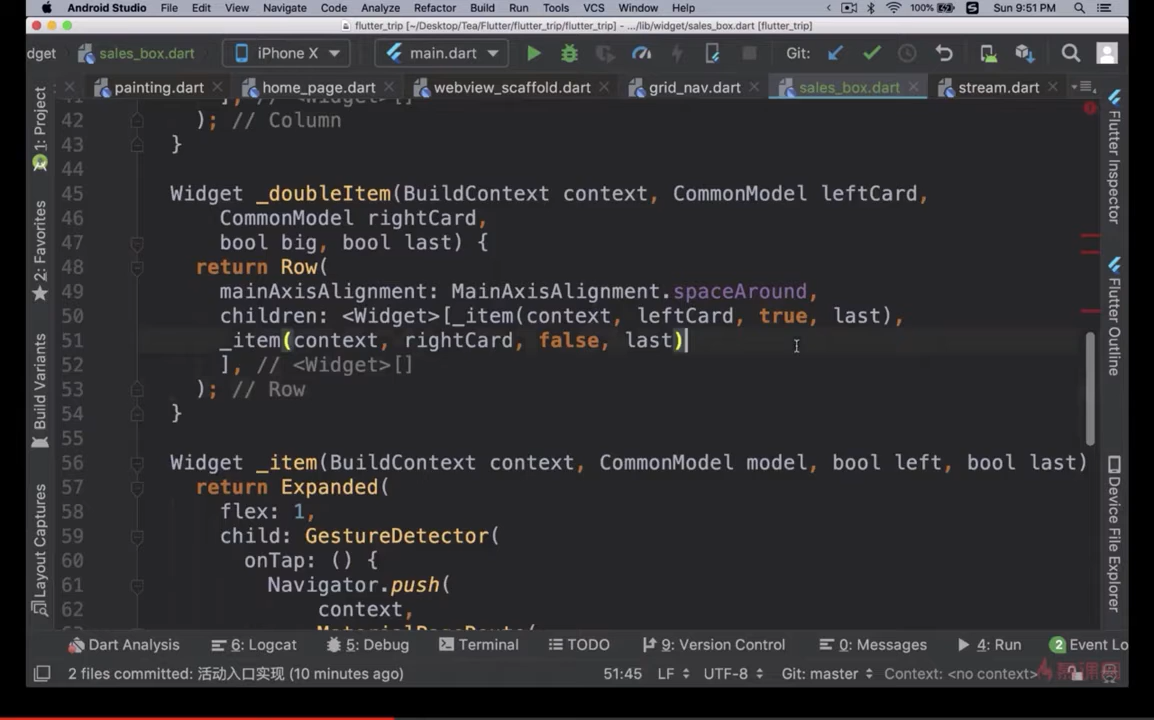 Android Studio File Edit View Navigate Code Analyze Refactor Build Run Tools VCS Window Help 100% Sun 9:51 PM
flutter_trip [~/Desktop/Tea/Flutter/flutter_trip/flutter_trip] - .../lib/widget/sales_box.dart [flutter_trip]
dget sales_box.dart iPhone X main.dart Git:
painting.dart home_page.dart webview_scaffold.dart grid_nav.dart sales_box.dart stream.dart
1: Project
2: Favorites
Build Variants
Layout Captures
41 ], // <Widget>[]
42 ); // Column
43 }
44
45 Widget _doubleItem(BuildContext context, CommonModel leftCard,
46 CommonModel rightCard,
47 bool big, bool last) {
48 return Row(
49 mainAxisAlignment: MainAxisAlignment.spaceAround,
50 children: <Widget>[_item(context, leftCard, true, last),
51 _item(context, rightCard, false, last)
52 ], // <Widget>[]
53 ); // Row
54 }
55
56 Widget _item(BuildContext context, CommonModel model, bool left, bool last)
57 return Expanded(
58 flex: 1,
59 child: GestureDetector(
60 onTap: () {
61 Navigator.push(
62 context,
MaterialPageRoute(
Flutter Inspector
Flutter Outline
Device File Explorer
Dart Analysis 6: Logcat 5: Debug Terminal TODO 9: Version Control 0: Messages 4: Run 2 Event Lo
2 files committed: 活动入口实现 (10 minutes ago) 51:45 LF UTF-8 Git: master Context: <no context>